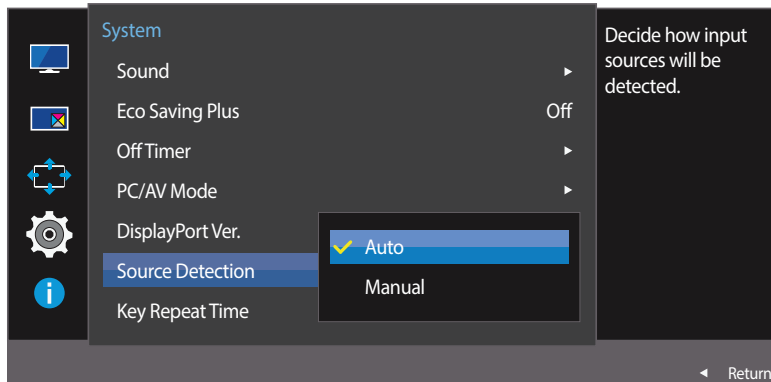 System
Sound
Eco Saving Plus Off
Off Timer
PC/AV Mode
DisplayPort Ver.
Source Detection
Key Repeat Time
Auto
Manual
Decide how input
sources will be
detected.
Return